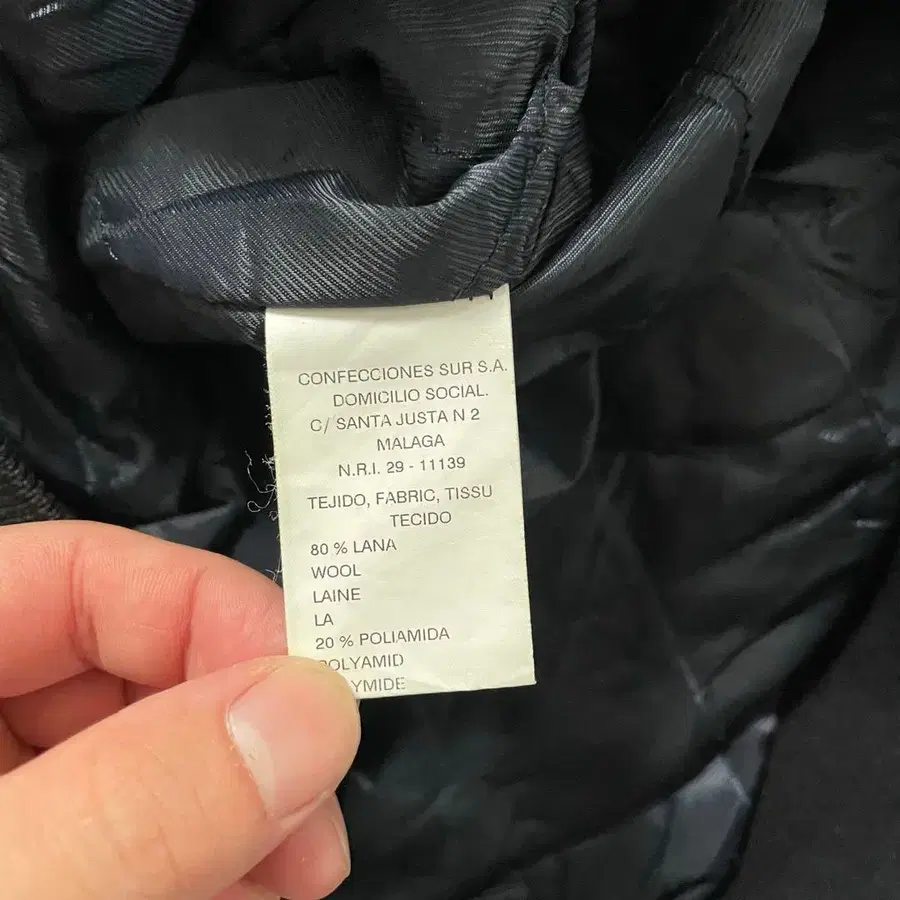 CONFECCIONES SUR S.A.
DOMICILIO SOCIAL.
C/ SANTA JUSTA N 2
MALAGA
N.R.I. 29 - 11139
TEJIDO, FABRIC, TISSU
TECIDO
80 % LANA
WOOL
LAINE
LA
20 % POLIAMIDA
POLYAMID